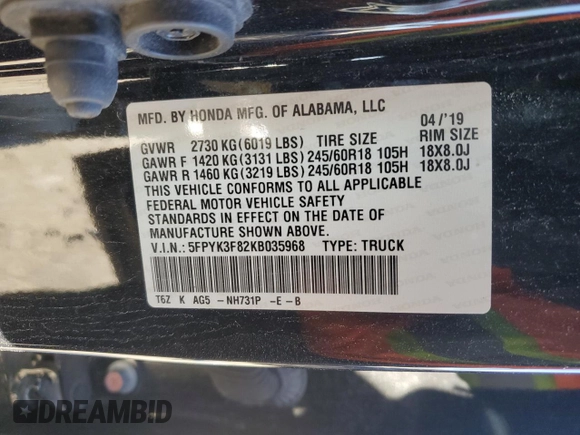 MFD. BY HONDA MFG. OF ALABAMA, LLC
04 /'19
GVWR 2730 KG(6019 LBS) TIRE SIZE RIM SIZE
GAWR F 1420 KG(3131 LBS) 245/60R18 105H 18X8.0J
GAWR R 1460 KG(3219 LBS) 245/60R18 105H 18X8.0J
THIS VEHICLE CONFORMS TO ALL APPLICABLE
FEDERAL MOTOR VEHICLE SAFETY
STANDARDS IN EFFECT ON THE DATE OF
MANUFACTURE SHOWN ABOVE.
V.I.N.: 5FPYK3F82KB035968 TYPE: TRUCK
T6Z K AG5 - NH731P -E - B
DREAMBID